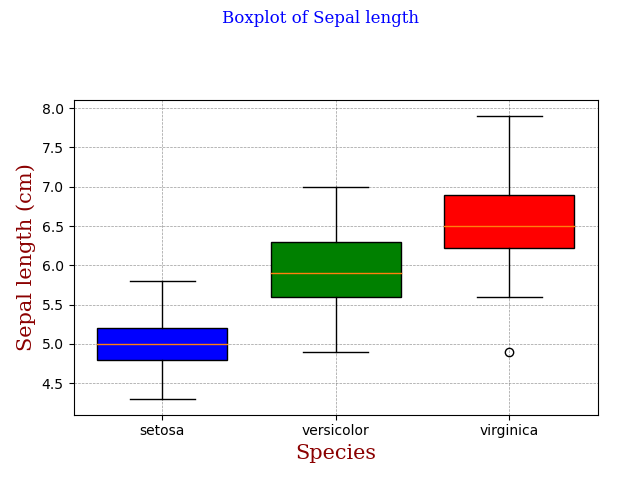 Boxplot of Sepal length
8.0
7.5
7.0
6.5
6.0
5.5
5.0
4.5
Sepal length (cm)
setosa versicolor virginica
Species